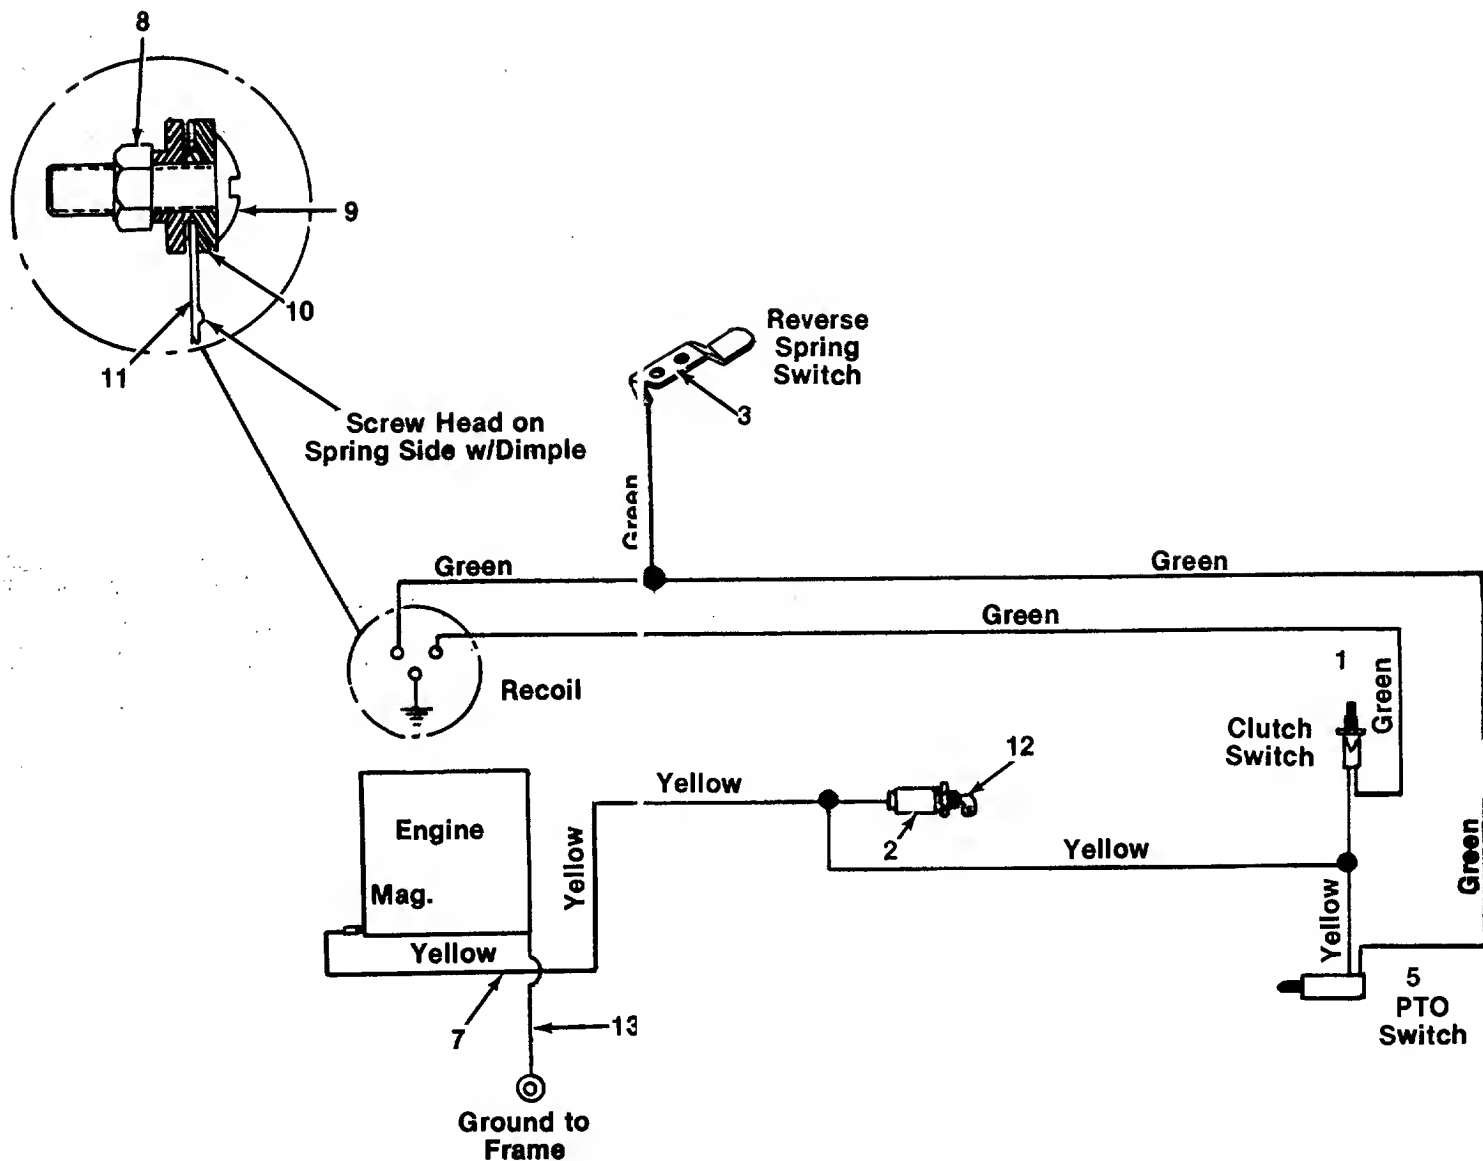 8
9
10
11
Screw Head on
Spring Side w/Dimple
Reverse
Spring
Switch
3
Green
Green
Green
Green
Recoil
1
Green
Clutch
Switch
12
Yellow
2
Engine
Mag.
Yellow
Yellow
Yellow
Yellow
Green
7
13
5
PTO
Switch
Ground to
Frame